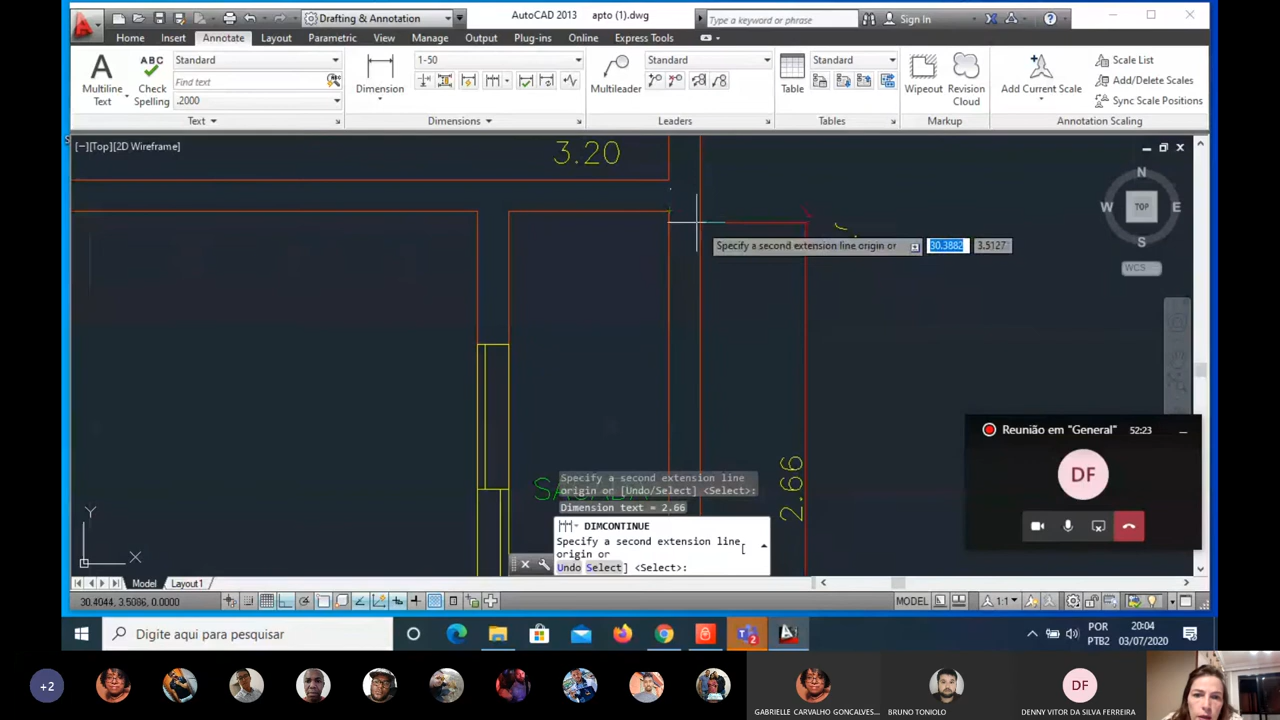 Drafting & Annotation
AutoCAD 2013 apto (1).dwg
Type a keyword or phrase
Sign In
Home Insert Annotate Layout Parametric View Manage Output Plug-ins Online Express Tools
Standard
1-50
Standard
Standard
Scale List
Find text
Add/Delete Scales
.2000
Multiline Text
Check Spelling
Dimension
Multileader
Table
Wipeout
Revision Cloud
Add Current Scale
Sync Scale Positions
Text
Dimensions
Leaders
Tables
Markup
Annotation Scaling
[−][Top][2D Wireframe]
3.20
N
W TOP E
S
WCS
Specify a second extension line origin or 30.3882 3.5127
Reunião em "General" 52:23
DF
2.66
Specify a second extension line
origin or [Undo/Select] <Select>:
Dimension text = 2.66
DIMCONTINUE
Specify a second extension line
origin or
Undo Select] <Select>:
Y
X
Model Layout1
30.4044, 3.5086, 0.0000
MODEL
1:1
Digite aqui para pesquisar
POR
PTB2
20:04
03/07/2020
+2
DF
GABRIELLE CARVALHO GONCALVES...
BRUNO TONIOLO
DENNY VITOR DA SILVA FERREIRA